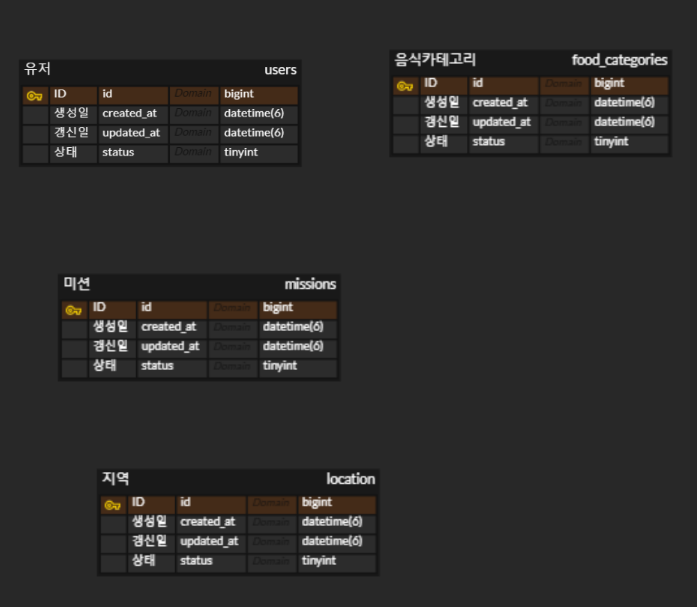 유저 users
ID id Domain bigint
생성일 created_at Domain datetime(6)
갱신일 updated_at Domain datetime(6)
상태 status Domain tinyint
음식카테고리 food_categories
ID id Domain bigint
생성일 created_at Domain datetime(6)
갱신일 updated_at Domain datetime(6)
상태 status Domain tinyint
미션 missions
ID id Domain bigint
생성일 created_at Domain datetime(6)
갱신일 updated_at Domain datetime(6)
상태 status Domain tinyint
지역 location
ID id Domain bigint
생성일 created_at Domain datetime(6)
갱신일 updated_at Domain datetime(6)
상태 status Domain tinyint